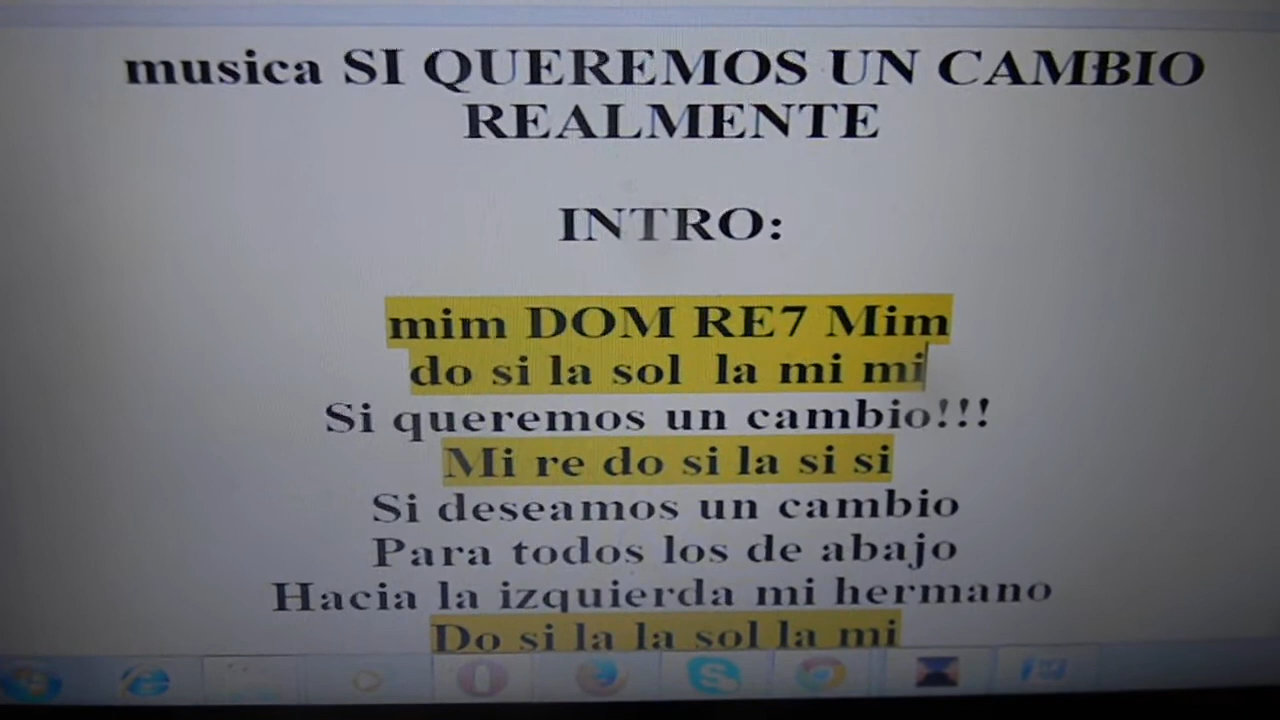 musica SI QUEREMOS UN CAMBIO
REALMENTE
INTRO:
mim DOM RE7 Mim
do si la sol la mi mi
Si queremos un cambio!!!
Mi re do si la si si
Si deseamos un cambio
Para todos los de abajo
Hacia la izquierda mi hermano
Do si la la sol la mi